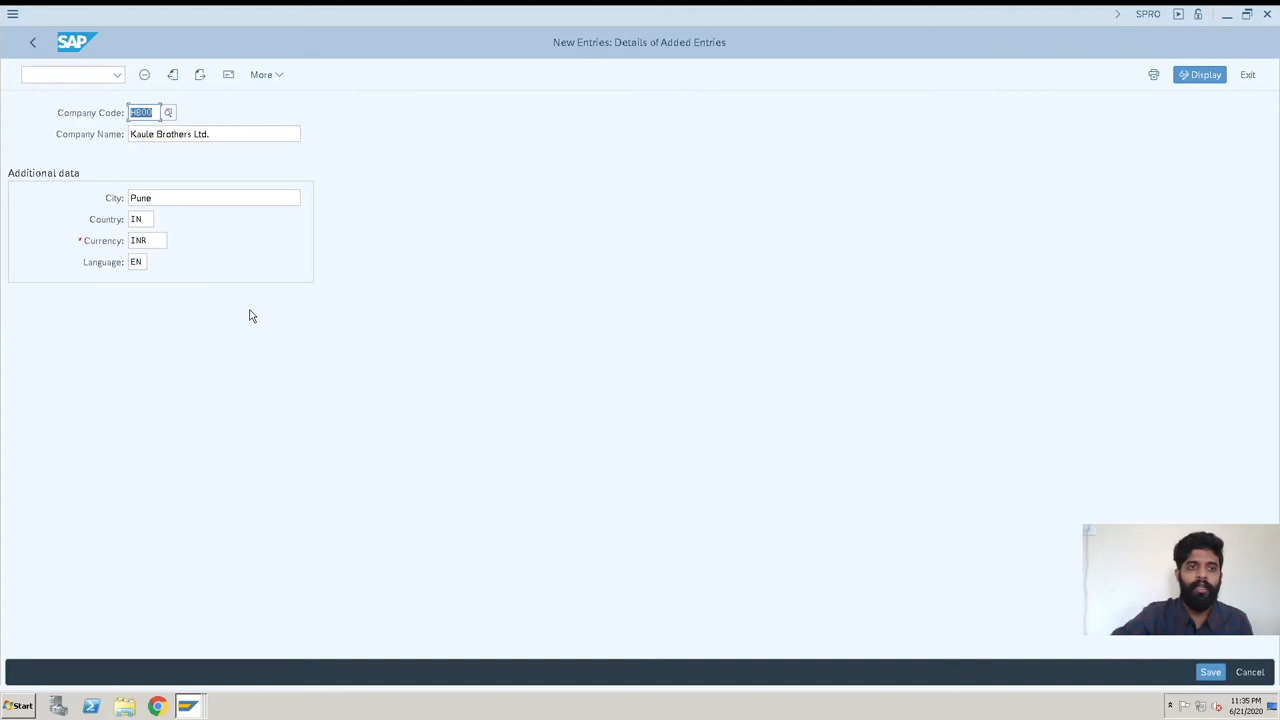 SPRO
SAP
New Entries: Details of Added Entries
More
Display
Exit
Company Code: HB00
Company Name: Kaule Brothers Ltd.
Additional data
City: Pune
Country: IN
* Currency: INR
Language: EN
Save
Cancel
Start
11:35 PM
6/21/2020